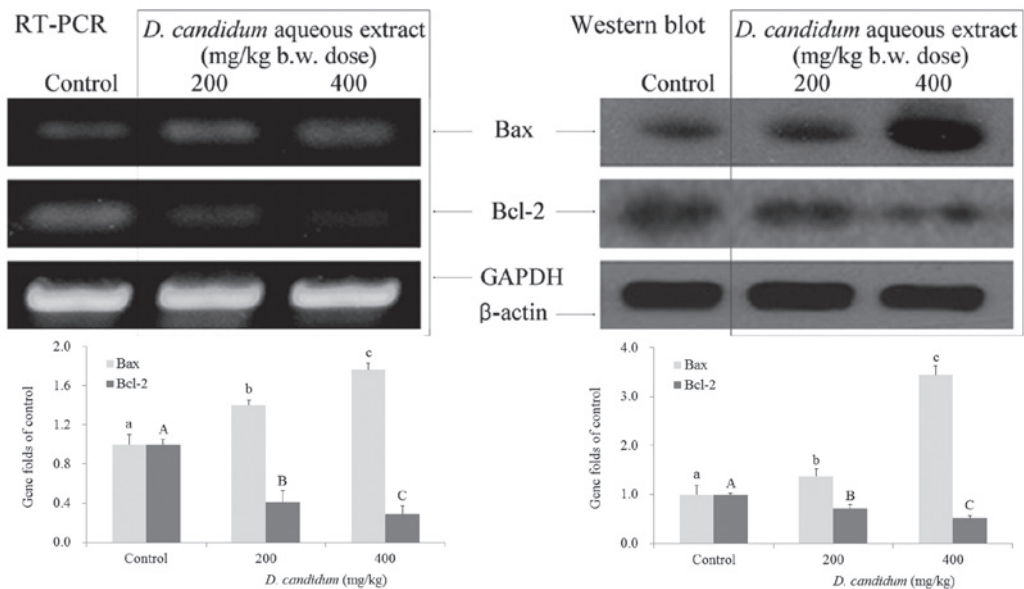 RT-PCR
D. candidum aqueous extract
(mg/kg b.w. dose)
Control
200
400
Western blot
D. candidum aqueous extract
(mg/kg b.w. dose)
Control
200
400
Bax
Bcl-2
GAPDH
β-actin
2.0
1.6
1.2
0.8
0.4
0.0
Gene folds of control
Bax
Bcl-2
a
A
b
B
c
C
Control
200
400
D. candidum (mg/kg)
4.0
3.0
2.0
1.0
0.0
Gene folds of control
Bax
Bcl-2
a
A
b
B
c
C
Control
200
400
D. candidum (mg/kg)